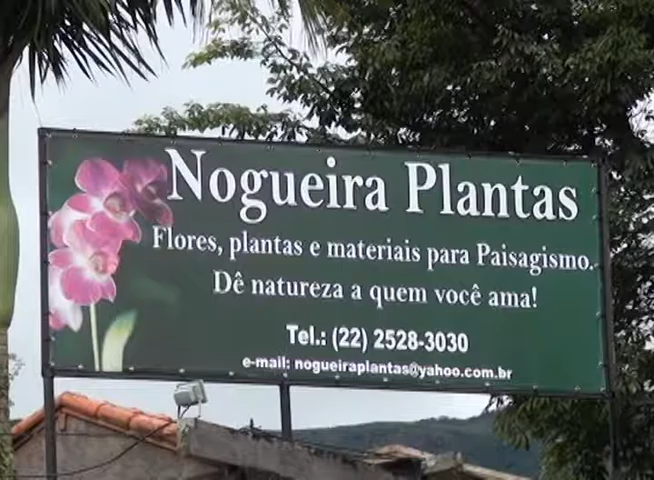 Nogueira Plantas
Flores, plantas e materiais para Paisagismo.
Dê natureza a quem você ama!
Tel.: (22) 2528-3030
e-mail: nogueiraplantas@yahoo.com.br